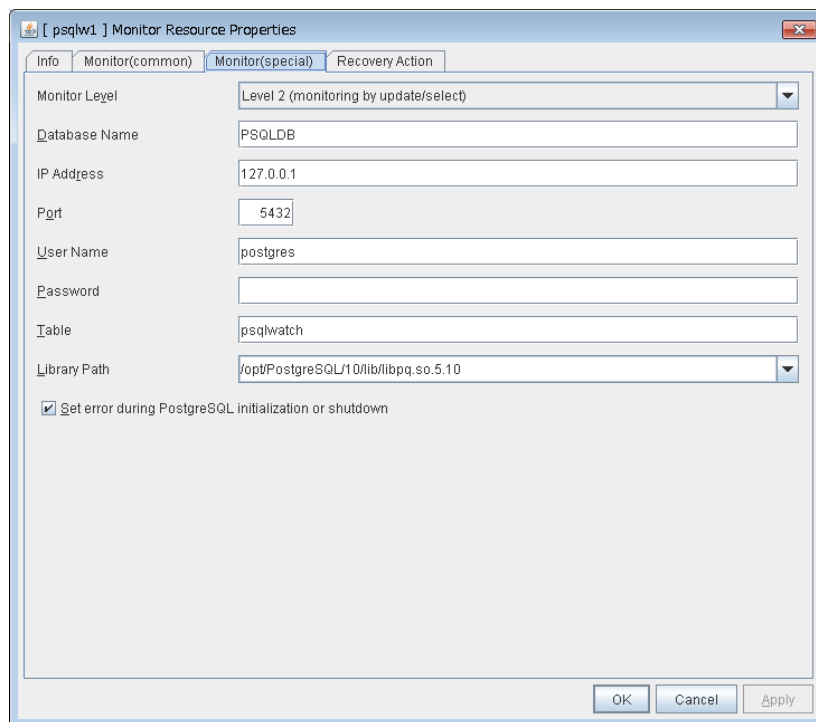 [ psqlw1 ] Monitor Resource Properties
Info Monitor(common) Monitor(special) Recovery Action
Monitor Level Level 2 (monitoring by update/select)
Database Name PSQLDB
IP Address 127.0.0.1
Port 5432
User Name postgres
Password
Table psqlwatch
Library Path /opt/PostgreSQL/10/lib/libpq.so.5.10
Set error during PostgreSQL initialization or shutdown
OK Cancel Apply